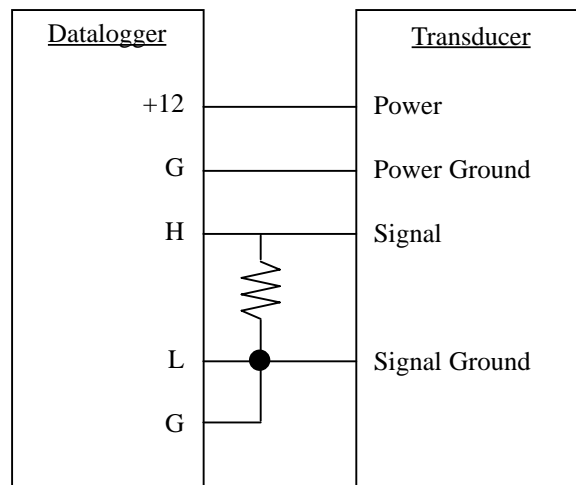 Datalogger
Transducer
+12
Power
G
Power Ground
H
Signal
L
Signal Ground
G